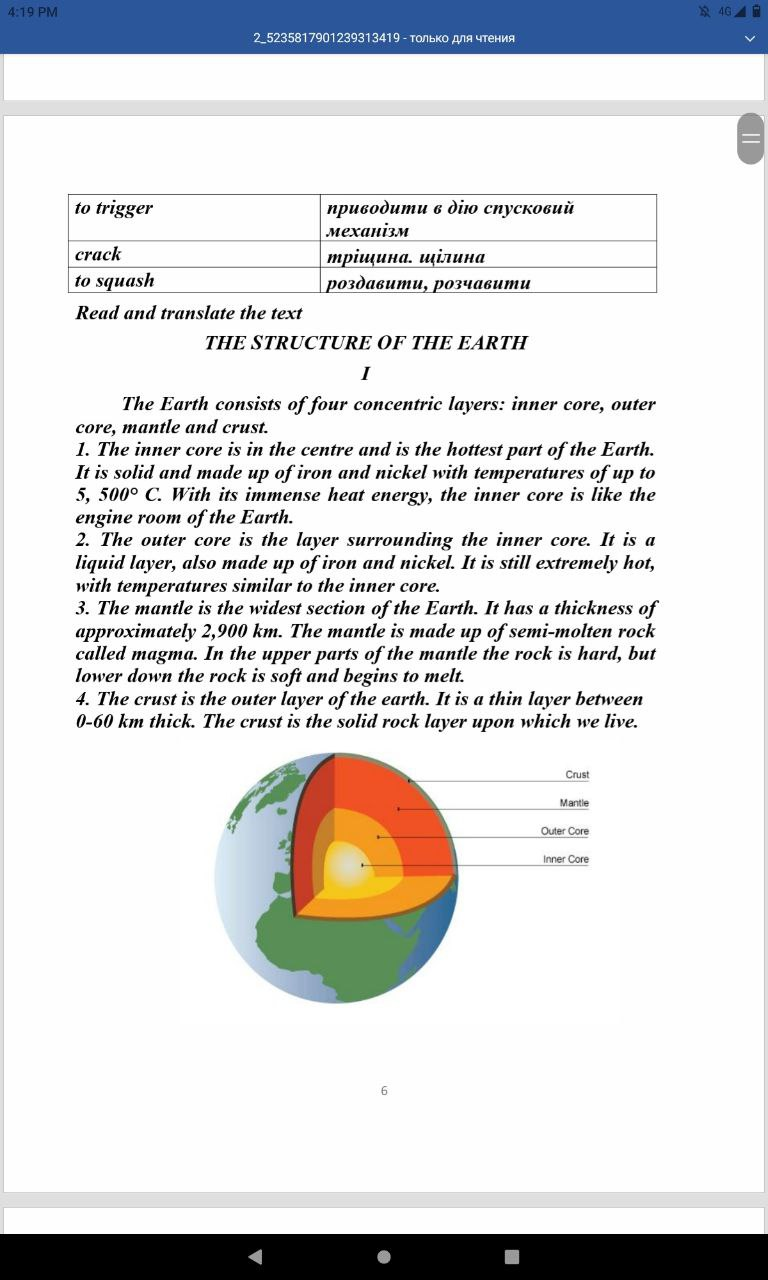 4:19 PM 4G
2_5235817901239313419 - только для чтения
to trigger приводити в дію спусковий
механізм
crack тріщина. щілина
to squash роздавити, розчавити
Read and translate the text
THE STRUCTURE OF THE EARTH
I
The Earth consists of four concentric layers: inner core, outer
core, mantle and crust.
1. The inner core is in the centre and is the hottest part of the Earth.
It is solid and made up of iron and nickel with temperatures of up to
5, 500° C. With its immense heat energy, the inner core is like the
engine room of the Earth.
2. The outer core is the layer surrounding the inner core. It is a
liquid layer, also made up of iron and nickel. It is still extremely hot,
with temperatures similar to the inner core.
3. The mantle is the widest section of the Earth. It has a thickness of
approximately 2,900 km. The mantle is made up of semi-molten rock
called magma. In the upper parts of the mantle the rock is hard, but
lower down the rock is soft and begins to melt.
4. The crust is the outer layer of the earth. It is a thin layer between
0-60 km thick. The crust is the solid rock layer upon which we live.
Crust
Mantle
Outer Core
Inner Core
6